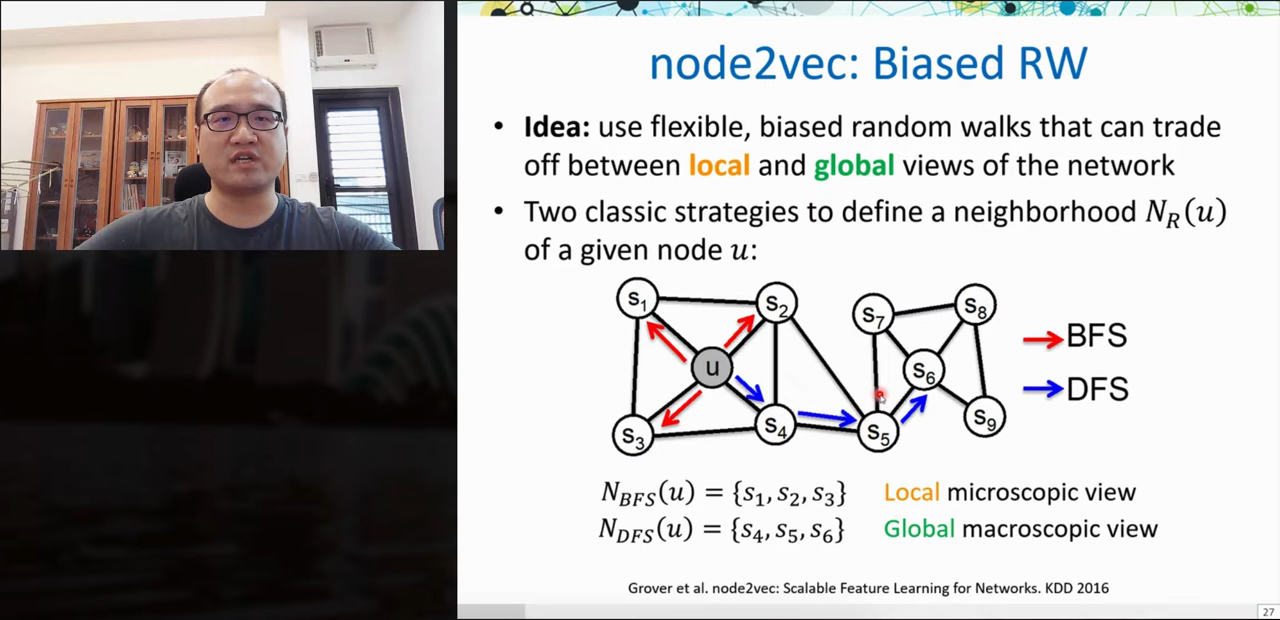 node2vec: Biased RW
• Idea: use flexible, biased random walks that can trade
off between local and global views of the network
• Two classic strategies to define a neighborhood N_R(u)
of a given node u:
s₁
s₂
s₇
s₈
BFS
u
s₆
DFS
s₃
s₄
s₅
s₉
N_BFS(u) = {s₁, s₂, s₃} Local microscopic view
N_DFS(u) = {s₄, s₅, s₆} Global macroscopic view
Grover et al. node2vec: Scalable Feature Learning for Networks. KDD 2016
27